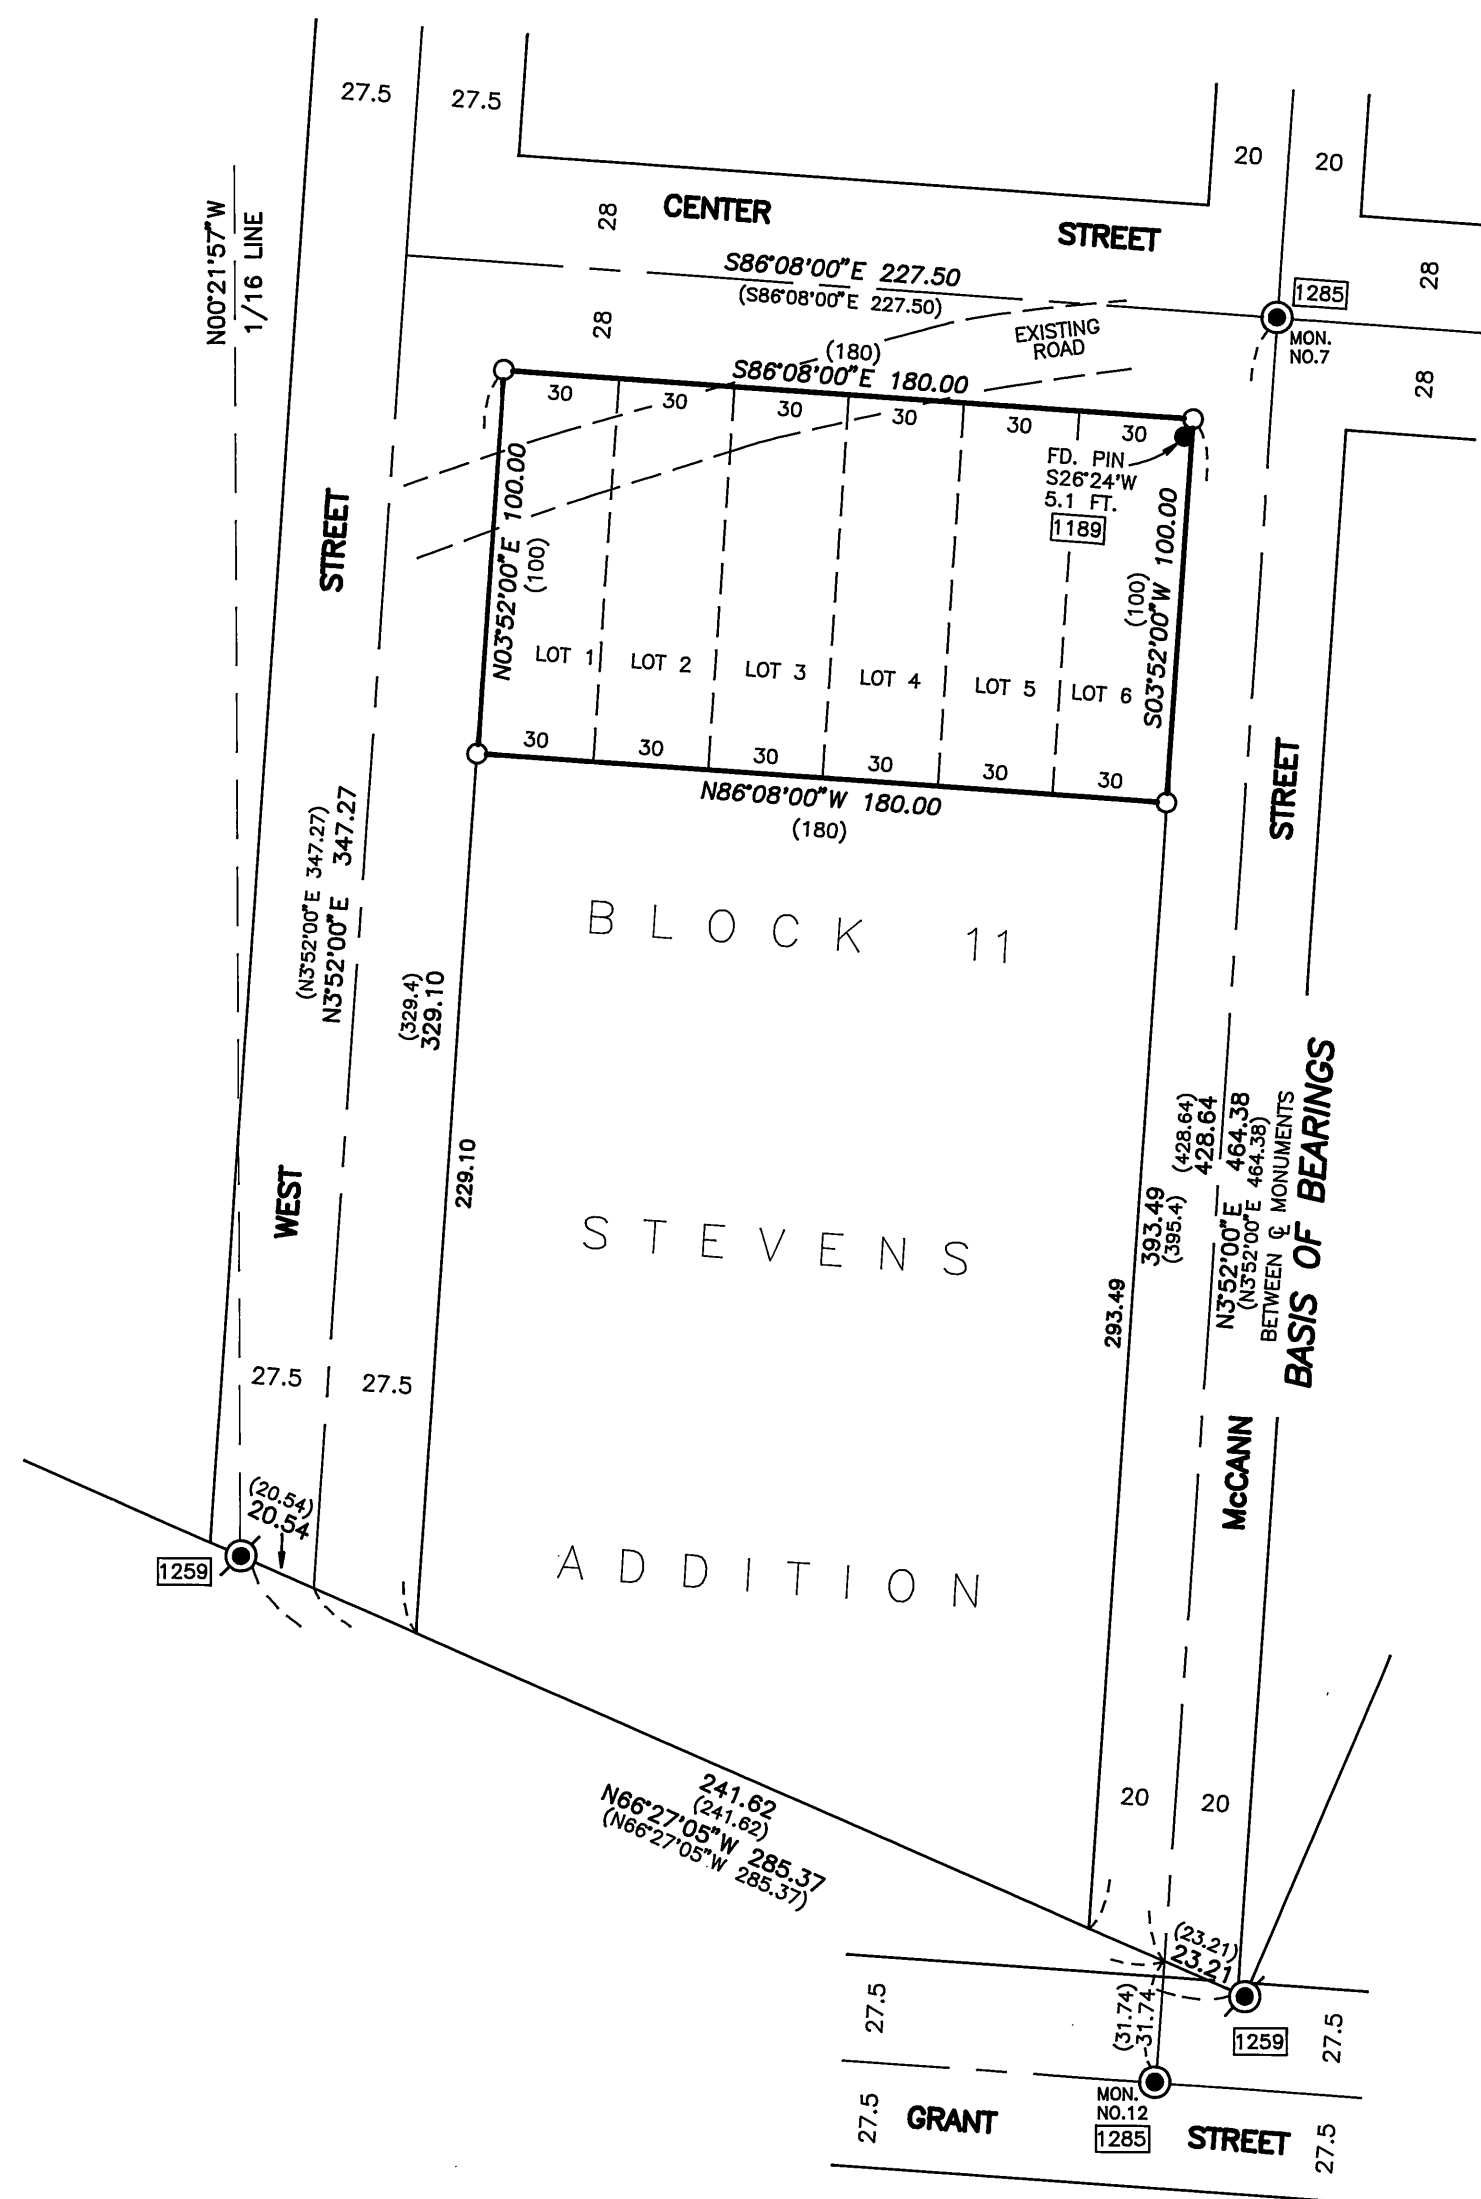 27.5
27.5
20
20
N00°21'57"W
1/16 LINE
28
CENTER
STREET
28
S86°08'00"E 227.50
(S86°08'00"E 227.50)
28
1285
MON.
NO.7
EXISTING
ROAD
(180)
S86°08'00"E 180.00
28
30
30
30
30
30
30
FD. PIN
S26°24'W
5.1 FT.
1189
N03°52'00"E 100.00
(100)
(100)
S03°52'00"W 100.00
STREET
LOT 1
LOT 2
LOT 3
LOT 4
LOT 5
LOT 6
30
30
30
30
30
30
N86°08'00"W 180.00
(180)
STREET
(N3°52'00"E 347.27)
N3°52'00"E 347.27
BLOCK 11
(329.4)
329.10
229.10
WEST
STEVENS
(428.64)
428.64
393.49
(395.4)
293.49
N3°52'00"E 464.38
(N3°52'00"E 464.38)
BETWEEN ℄ MONUMENTS
BASIS OF BEARINGS
27.5
27.5
McCANN
(20.54)
20.54
1259
ADDITION
241.62
(241.62)
N66°27'05"W 285.37
(N66°27'05"W 285.37)
20
20
(23.21)
23.21
27.5
(31.74)
31.74
1259
27.5
MON.
NO.12
1285
27.5
GRANT
STREET
27.5